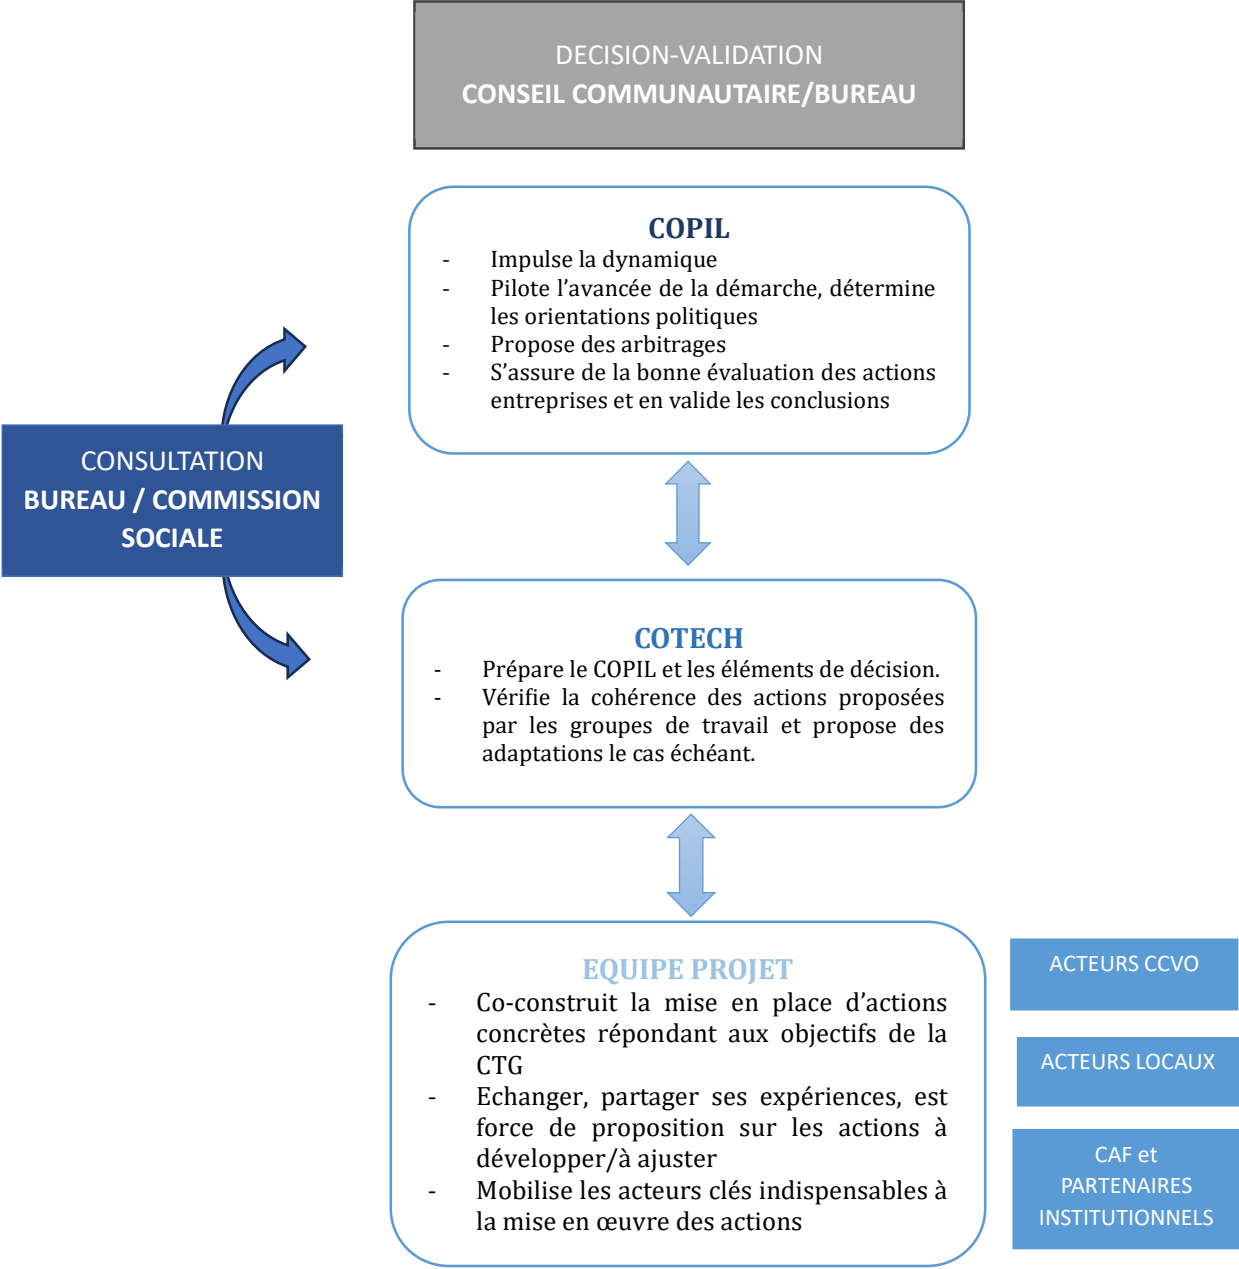 DECISION-VALIDATION
CONSEIL COMMUNAUTAIRE/BUREAU
COPIL
- Impulse la dynamique
- Pilote l’avancée de la démarche, détermine
les orientations politiques
- Propose des arbitrages
- S’assure de la bonne évaluation des actions
entreprises et en valide les conclusions
CONSULTATION
BUREAU / COMMISSION
SOCIALE
COTECH
- Prépare le COPIL et les éléments de décision.
- Vérifie la cohérence des actions proposées
par les groupes de travail et propose des
adaptations le cas échéant.
EQUIPE PROJET
- Co-construit la mise en place d’actions
concrètes répondant aux objectifs de la
CTG
- Echanger, partager ses expériences, est
force de proposition sur les actions à
développer/à ajuster
- Mobilise les acteurs clés indispensables à
la mise en œuvre des actions
ACTEURS CCVO
ACTEURS LOCAUX
CAF et
PARTENAIRES
INSTITUTIONNELS